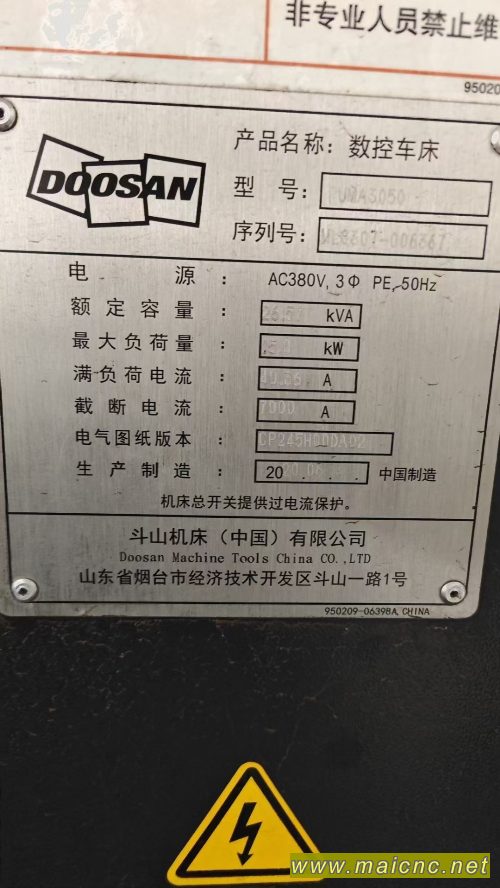 非专业人员禁止维
950209
DOOSAN
产品名称：数控车床
型 号：
序列号：
电 源 ： AC380V, 3Φ PE, 50Hz
额定容量 ： kVA
最大负荷量 ： kW
满负荷电流 ： A
截断电流 ： A
电气图纸版本 ：
生产制造 ： 20 . . . 中国制造
机床总开关提供过电流保护。
斗山机床（中国）有限公司
Doosan Machine Tools China CO.,LTD
山东省烟台市经济技术开发区斗山一路1号
950209-06398A, CHINA
www.maicnc.net